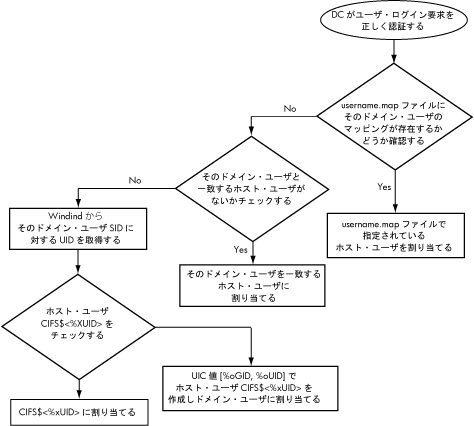 DC がユーザ・ログイン要求を
正しく認証する
username.map ファイルに
そのドメイン・ユーザの
マッピングが存在するか
どうか確認する
No
Yes
username.map ファイルで
指定されている
ホスト・ユーザを割り当てる
そのドメイン・ユーザと
一致するホスト・ユーザが
ないかチェックする
No
Yes
そのドメイン・ユーザを一致する
ホスト・ユーザに
割り当てる
Windind から
そのドメイン・ユーザ SID に
対する UID を取得する
ホスト・ユーザ
CIFS$<%XUID> を
チェックする
UIC 値 [%oGID, %oUID] で
ホスト・ユーザ CIFS$<%xUID> を
作成しドメイン・ユーザに割り当てる
CIFS$<%xUID> に割り当てる